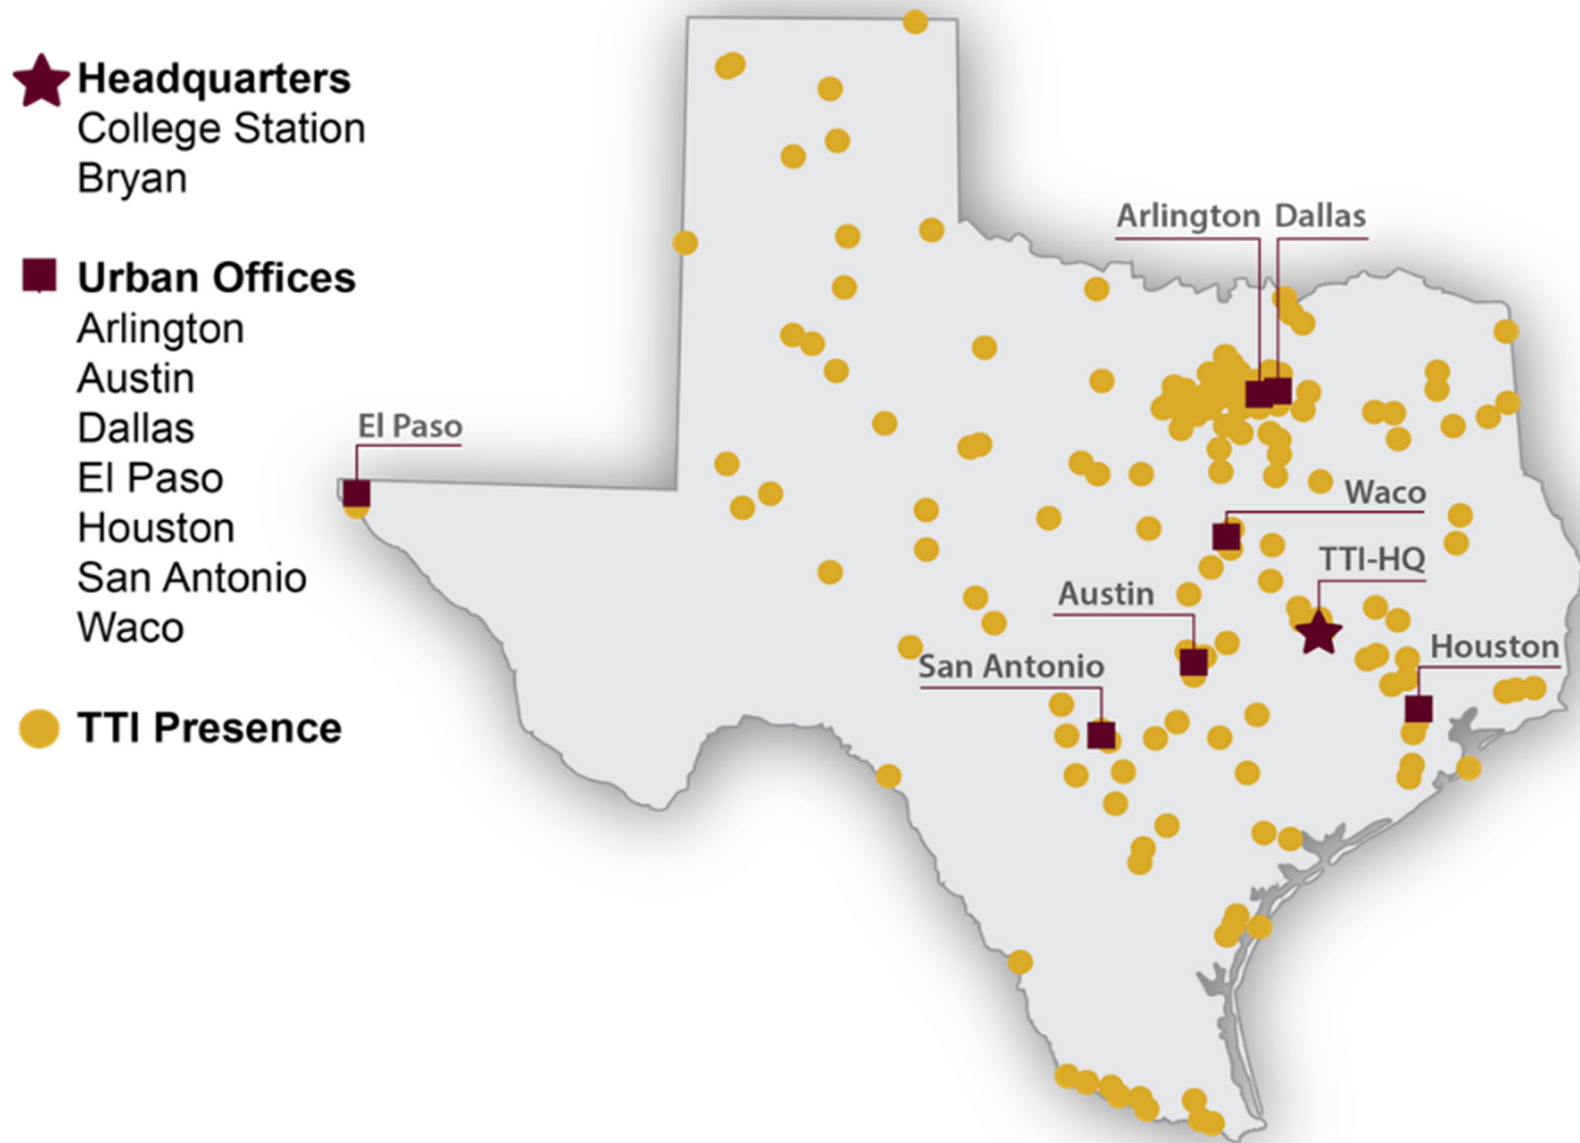 Headquarters
College Station
Bryan
Urban Offices
Arlington
Austin
Dallas
El Paso
Houston
San Antonio
Waco
TTI Presence
Arlington
Dallas
El Paso
Waco
TTI-HQ
Austin
Houston
San Antonio